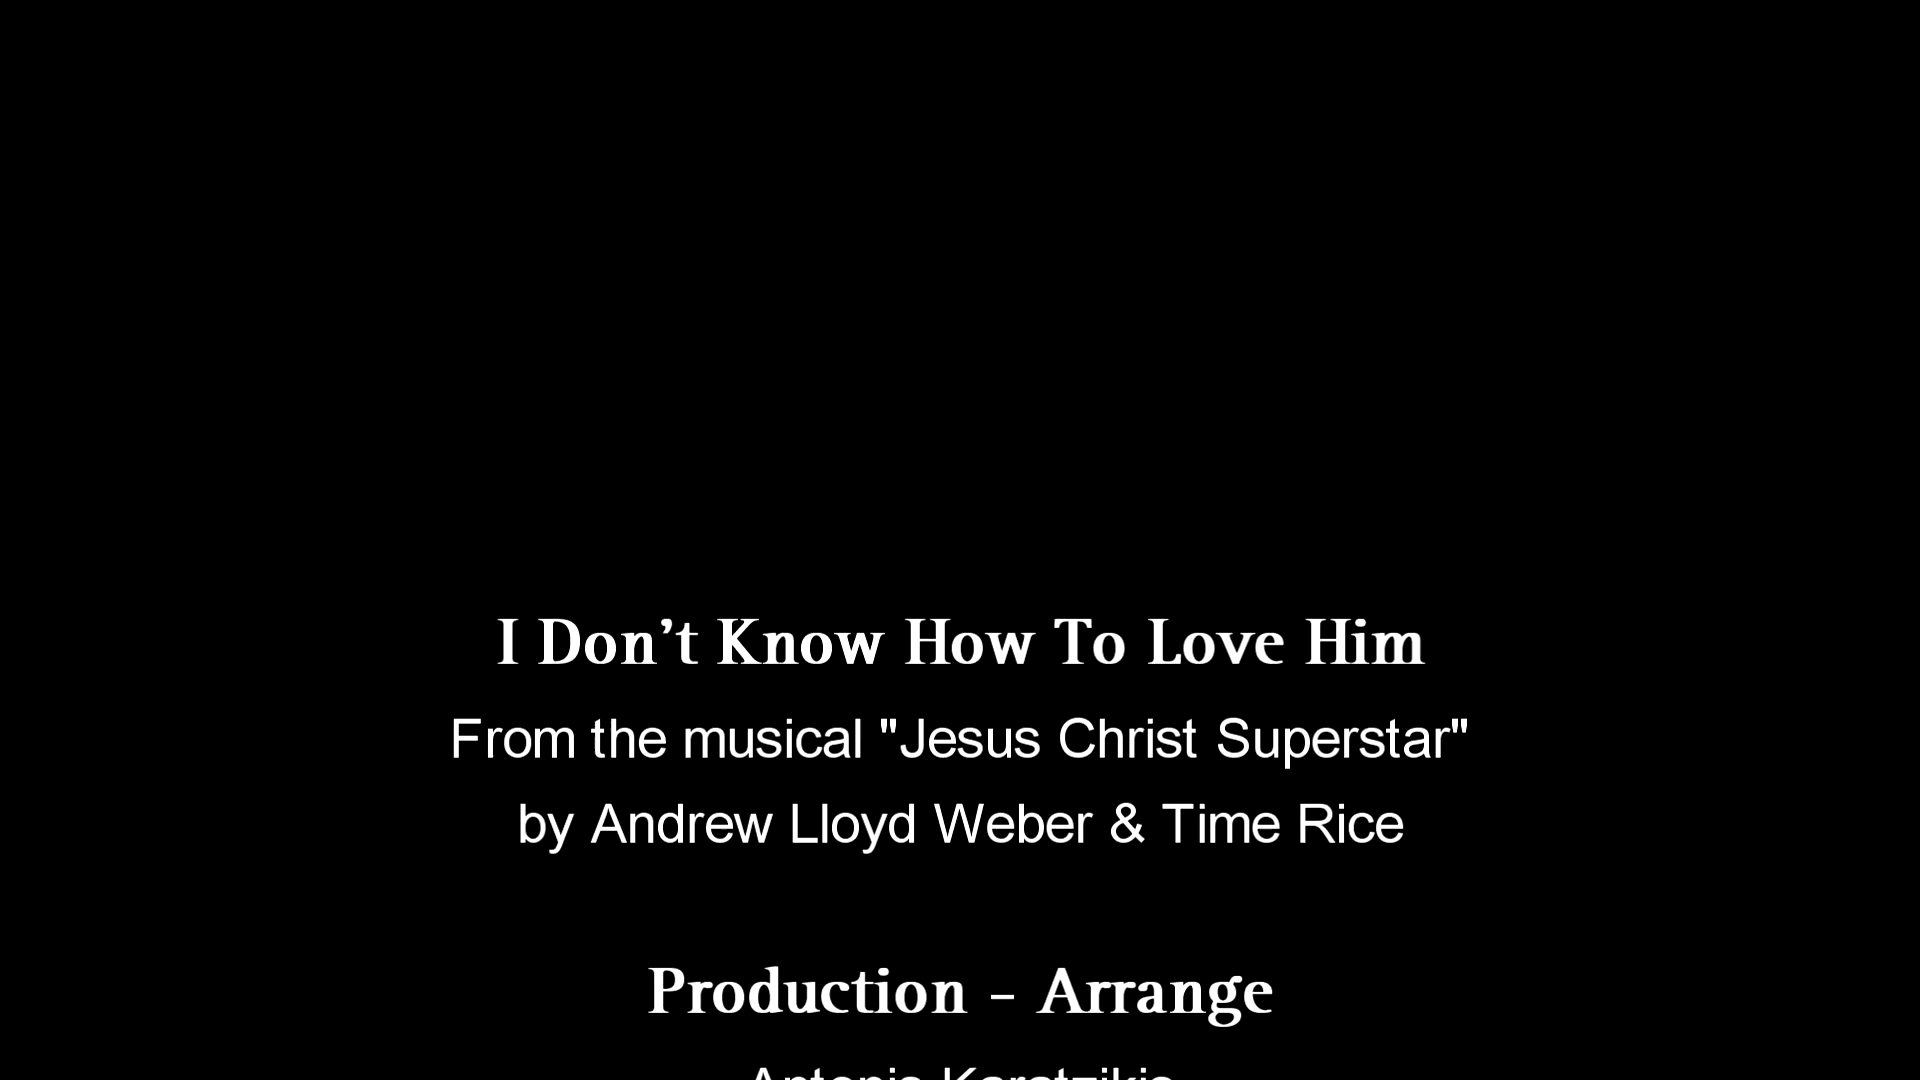 I Don't Know How To Love Him
From the musical "Jesus Christ Superstar"
by Andrew Lloyd Weber & Time Rice
Production - Arrange